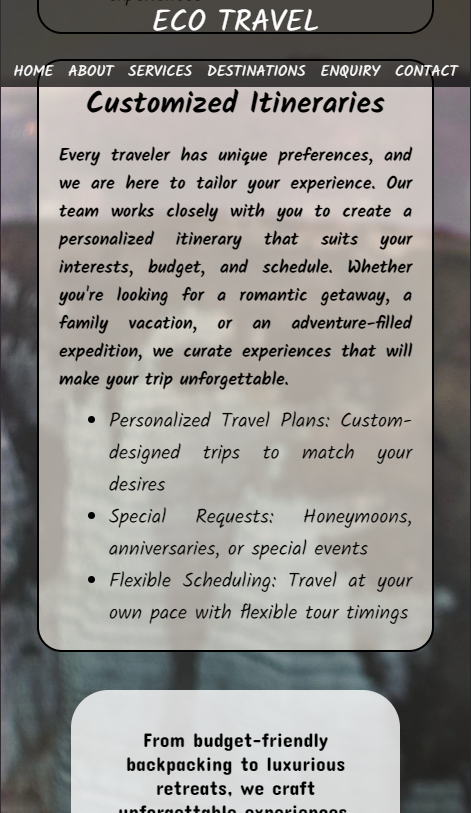 experiences
ECO TRAVEL
HOME ABOUT SERVICES DESTINATIONS ENQUIRY CONTACT
Customized Itineraries
Every traveler has unique preferences, and
we are here to tailor your experience. Our
team works closely with you to create a
personalized itinerary that suits your
interests, budget, and schedule. Whether
you're looking for a romantic getaway, a
family vacation, or an adventure-filled
expedition, we curate experiences that will
make your trip unforgettable.
• Personalized Travel Plans: Custom-
designed trips to match your
desires
• Special Requests: Honeymoons,
anniversaries, or special events
• Flexible Scheduling: Travel at your
own pace with flexible tour timings
From budget-friendly
backpacking to luxurious
retreats, we craft
unforgettable experiences